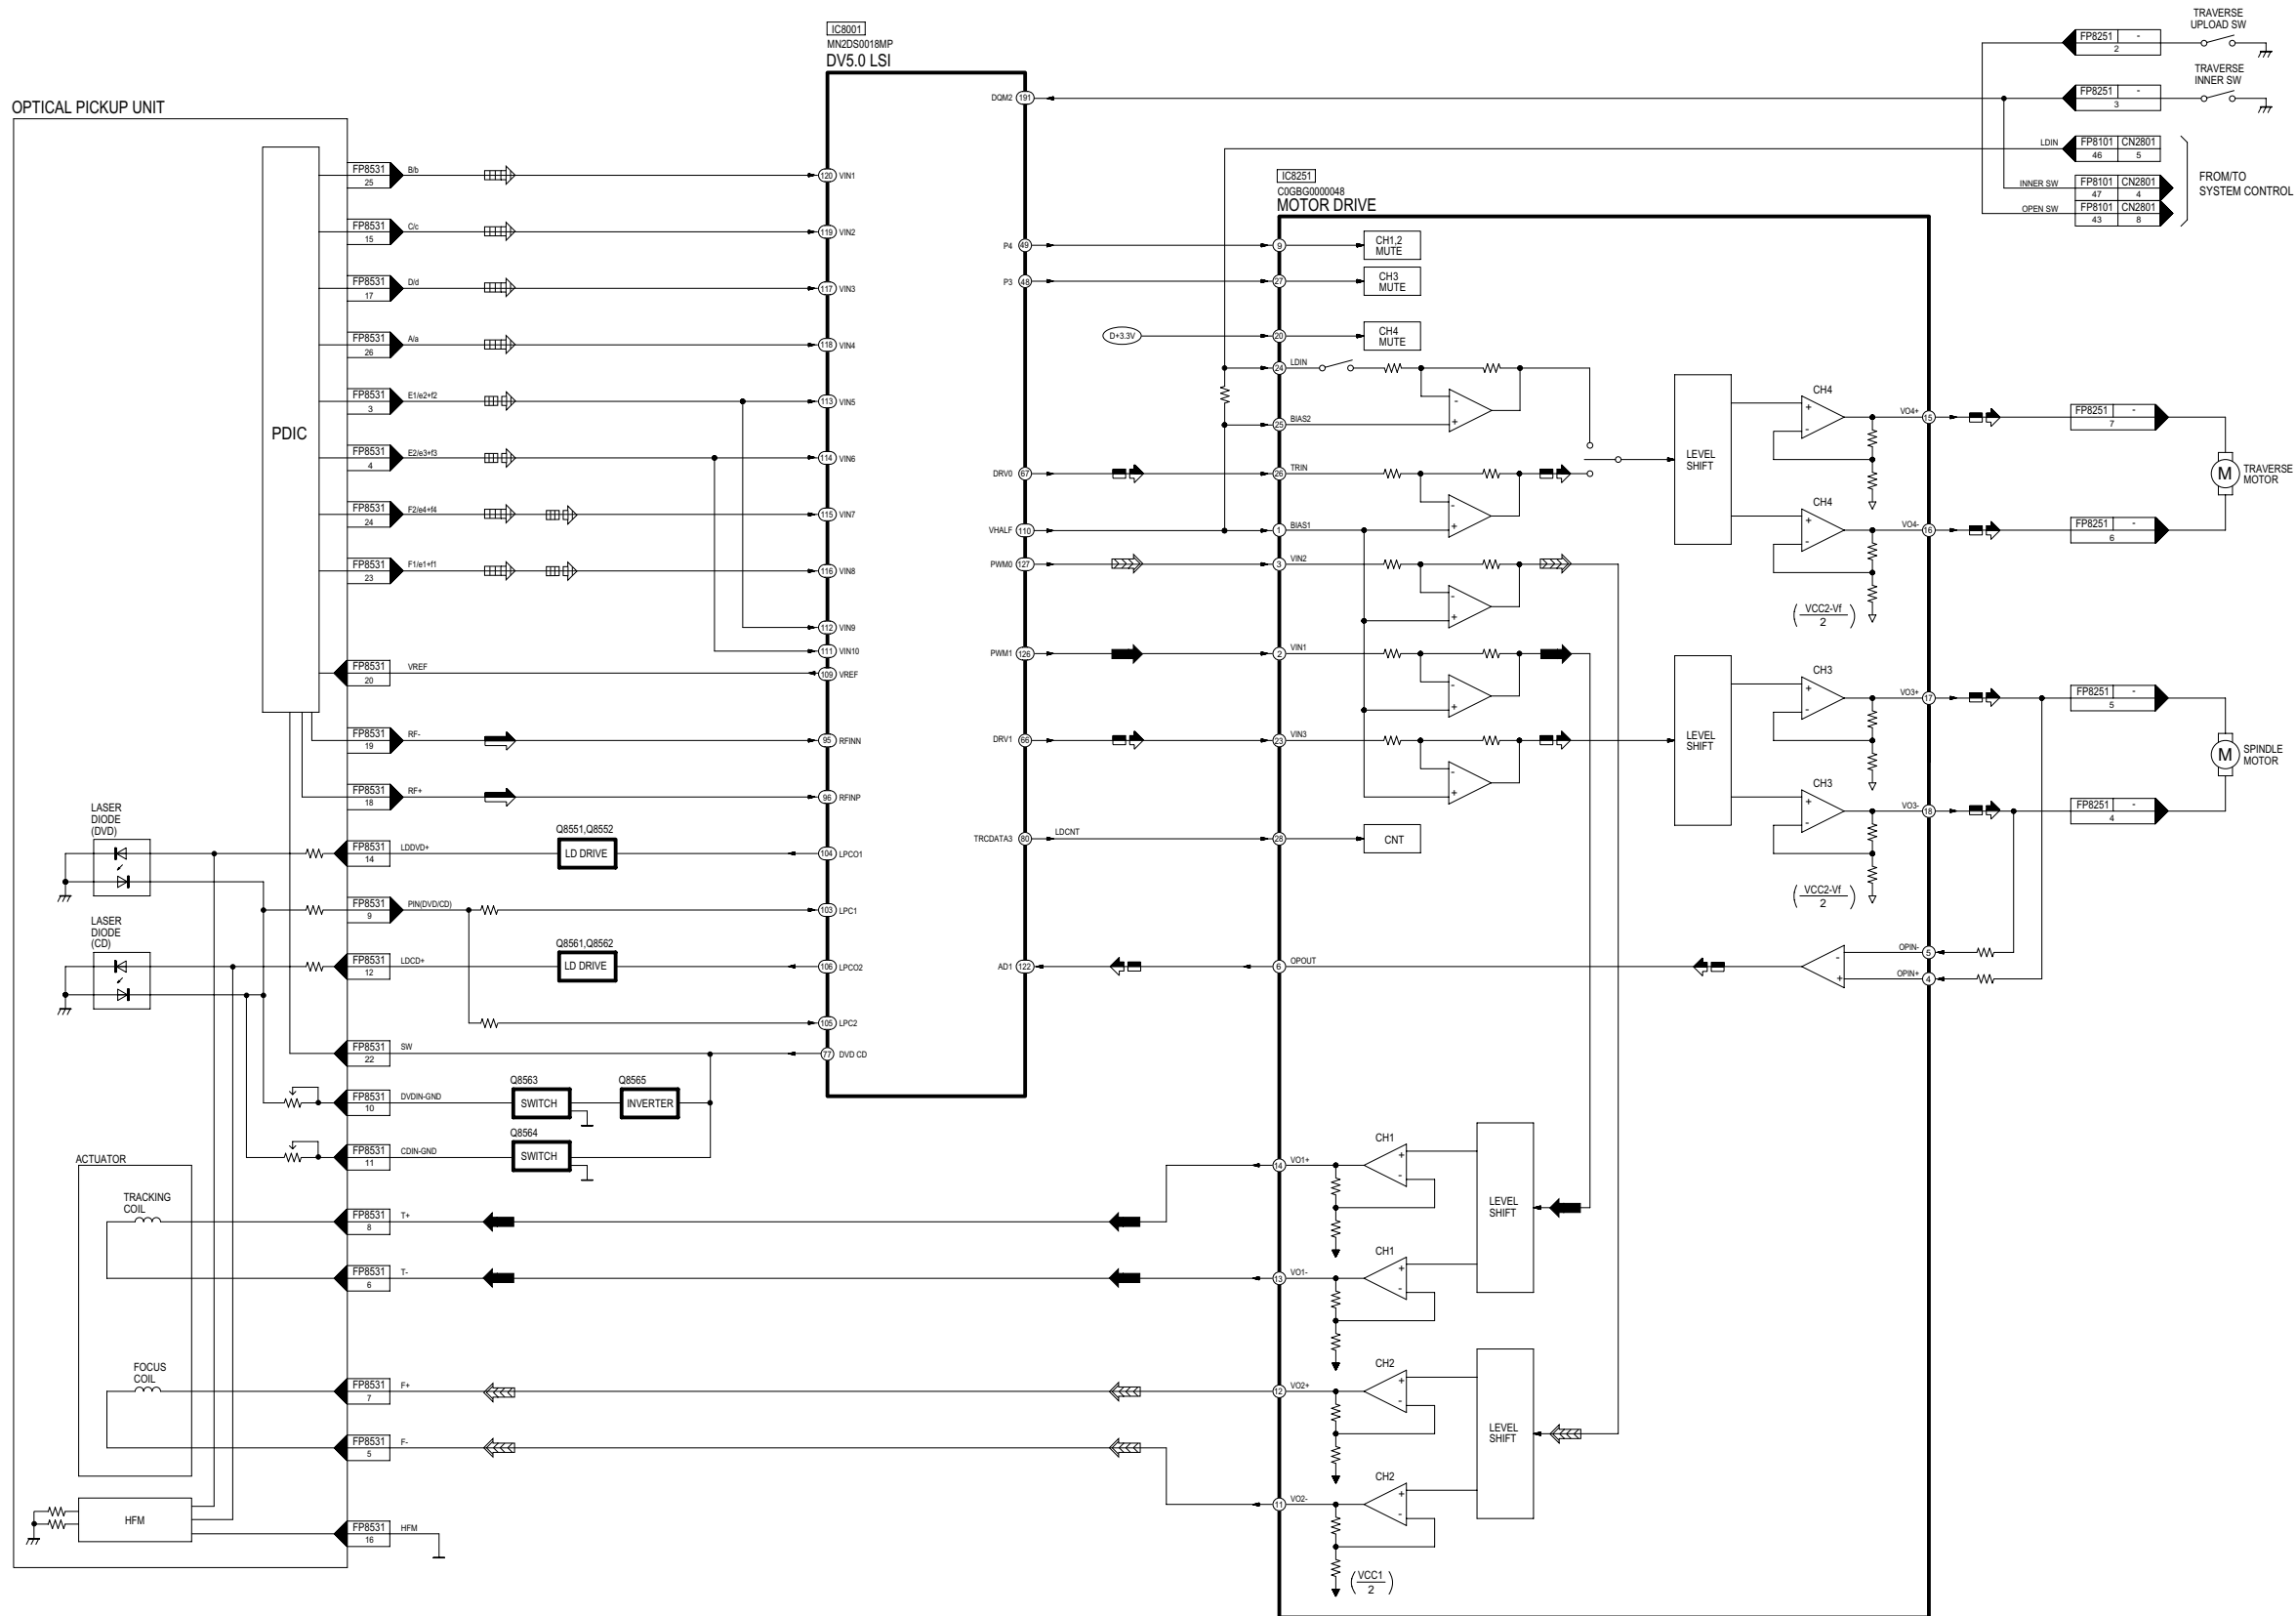 IC8001
MN2DS0018MP
DV5.0 LSI
OPTICAL PICKUP UNIT
PDIC
FP8531 25 B/b
FP8531 15 C/c
FP8531 17 D/d
FP8531 26 A/a
FP8531 3 E1/e2+f2
FP8531 4 E2/e3+f3
FP8531 24 F2/e4+f4
FP8531 23 F1/e1+f1
FP8531 20 VREF
FP8531 19 RF-
FP8531 18 RF+
LASER
DIODE
(DVD)
FP8531 14 LDDVD+
Q8551,Q8552
LD DRIVE
FP8531 9 PIN(DVD/CD)
LASER
DIODE
(CD)
FP8531 12 LDCD+
Q8561,Q8562
LD DRIVE
FP8531 22 SW
FP8531 10 DVDIN-GND
Q8563
SWITCH
Q8565
INVERTER
FP8531 11 CDIN-GND
Q8564
SWITCH
ACTUATOR
TRACKING
COIL
FP8531 8 T+
FP8531 6 T-
FOCUS
COIL
FP8531 7 F+
FP8531 5 F-
HFM
FP8531 16 HFM
120 VIN1
119 VIN2
117 VIN3
118 VIN4
113 VIN5
114 VIN6
115 VIN7
116 VIN8
112 VIN9
111 VIN10
109 VREF
95 RFINN
96 RFINP
104 LPCO1
103 LPC1
106 LPCO2
105 LPC2
77 DVD CD
DQM2 191
P4 49
P3 48
DRV0 67
VHALF 110
PWM0 127
PWM1 126
DRV1 66
TRCDATA3 80 LDCNT
AD1 122
D+3.3V
IC8251
C0GBG0000048
MOTOR DRIVE
9 CH1,2
MUTE
27 CH3
MUTE
20 CH4
MUTE
24 LDIN
- +
25 BIAS2
26 TRIN
- +
1 BIAS1
3 VIN2
- +
2 VIN1
- +
23 VIN3
- +
28 CNT
6 OPOUT
LEVEL
SHIFT
CH4
+ -
VO4+ 15
CH4
+ -
VO4- 16
(VCC2-Vf
2)
LEVEL
SHIFT
CH3
+ -
VO3+ 17
CH3
+ -
VO3- 18
(VCC2-Vf
2)
- +
OPIN- 5
OPIN+ 4
14 VO1+
CH1
+ -
LEVEL
SHIFT
13 VO1-
CH1
+ -
12 VO2+
CH2
+ -
LEVEL
SHIFT
11 VO2-
CH2
+ -
(VCC1
2)
FP8251 -
2
TRAVERSE
UPLOAD SW
FP8251 -
3
TRAVERSE
INNER SW
LDIN FP8101 CN2801
46 5
INNER SW FP8101 CN2801
47 4
OPEN SW FP8101 CN2801
43 8
FROM/TO
SYSTEM CONTROL
FP8251 -
7
M
TRAVERSE
MOTOR
FP8251 -
6
FP8251 -
5
M
SPINDLE
MOTOR
FP8251 -
4